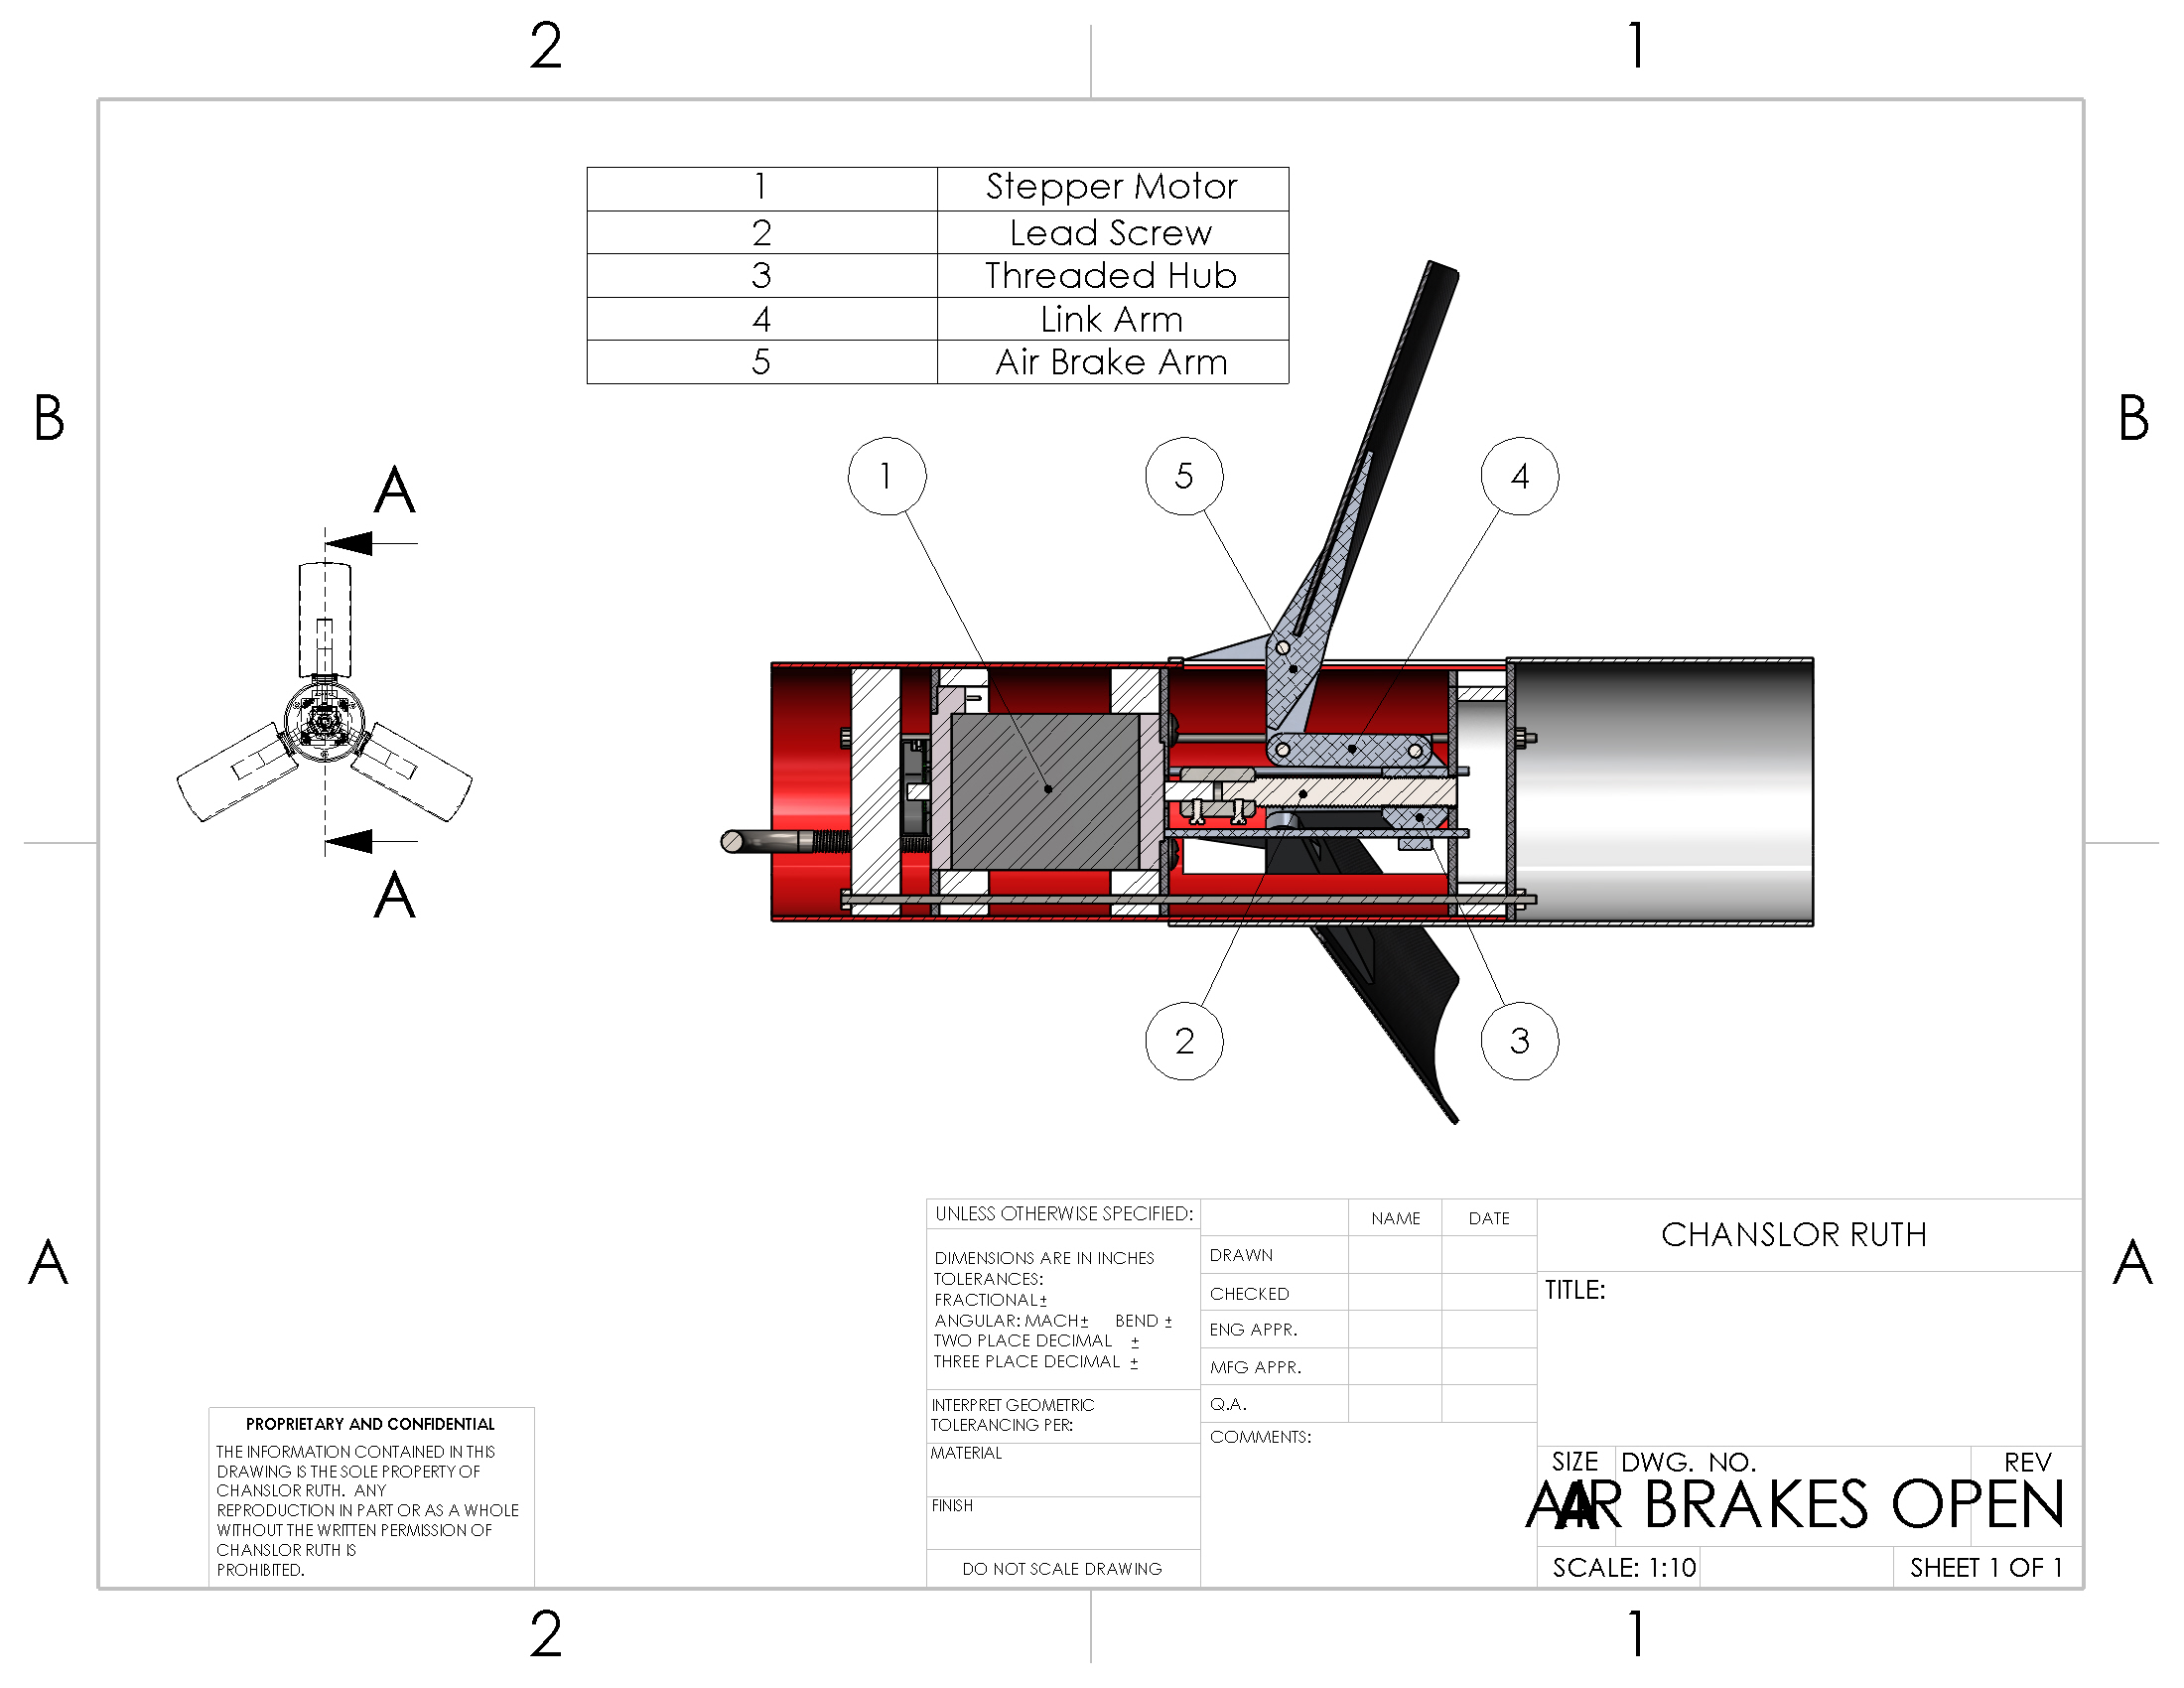 2 1
1 Stepper Motor
2 Lead Screw
3 Threaded Hub
4 Link Arm
5 Air Brake Arm
B B
A
1 5 4
A
2 3
A A
UNLESS OTHERWISE SPECIFIED:
DIMENSIONS ARE IN INCHES
TOLERANCES:
FRACTIONAL±
ANGULAR: MACH± BEND ±
TWO PLACE DECIMAL ±
THREE PLACE DECIMAL ±
INTERPRET GEOMETRIC
TOLERANCING PER:
MATERIAL
FINISH
DO NOT SCALE DRAWING
NAME DATE
DRAWN
CHECKED
ENG APPR.
MFG APPR.
Q.A.
COMMENTS:
CHANSLOR RUTH
TITLE:
SIZE DWG. NO. REV
A
AIR BRAKES OPEN
SCALE: 1:10 SHEET 1 OF 1
PROPRIETARY AND CONFIDENTIAL
THE INFORMATION CONTAINED IN THIS
DRAWING IS THE SOLE PROPERTY OF
CHANSLOR RUTH. ANY
REPRODUCTION IN PART OR AS A WHOLE
WITHOUT THE WRITTEN PERMISSION OF
CHANSLOR RUTH IS
PROHIBITED.
2 1